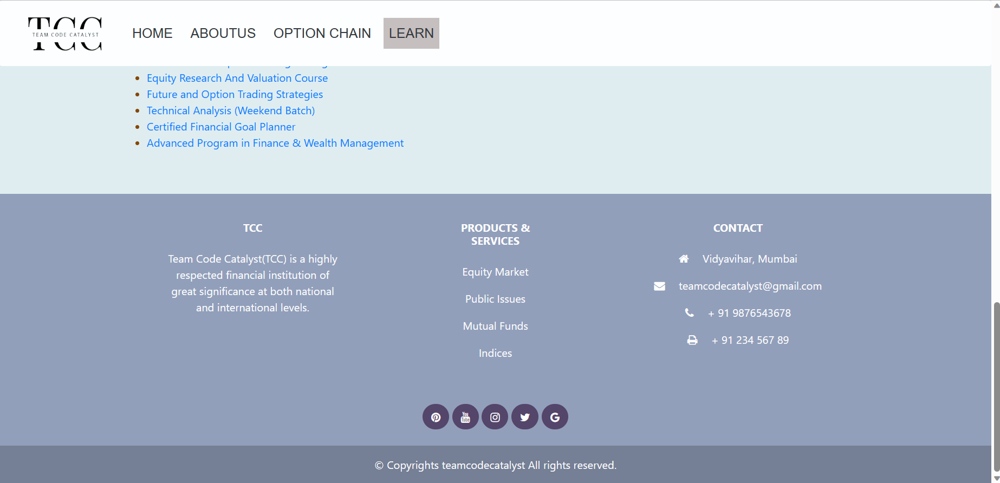 TCC
TEAM CODE CATALYST
HOME
ABOUTUS
OPTION CHAIN
LEARN
Equity Research And Valuation Course
Future and Option Trading Strategies
Technical Analysis (Weekend Batch)
Certified Financial Goal Planner
Advanced Program in Finance & Wealth Management
TCC
Team Code Catalyst(TCC) is a highly
respected financial institution of
great significance at both national
and international levels.
PRODUCTS &
SERVICES
Equity Market
Public Issues
Mutual Funds
Indices
CONTACT
Vidyavihar, Mumbai
teamcodecatalyst@gmail.com
+ 91 9876543678
+ 91 234 567 89
You
Tube
© Copyrights teamcodecatalyst All rights reserved.